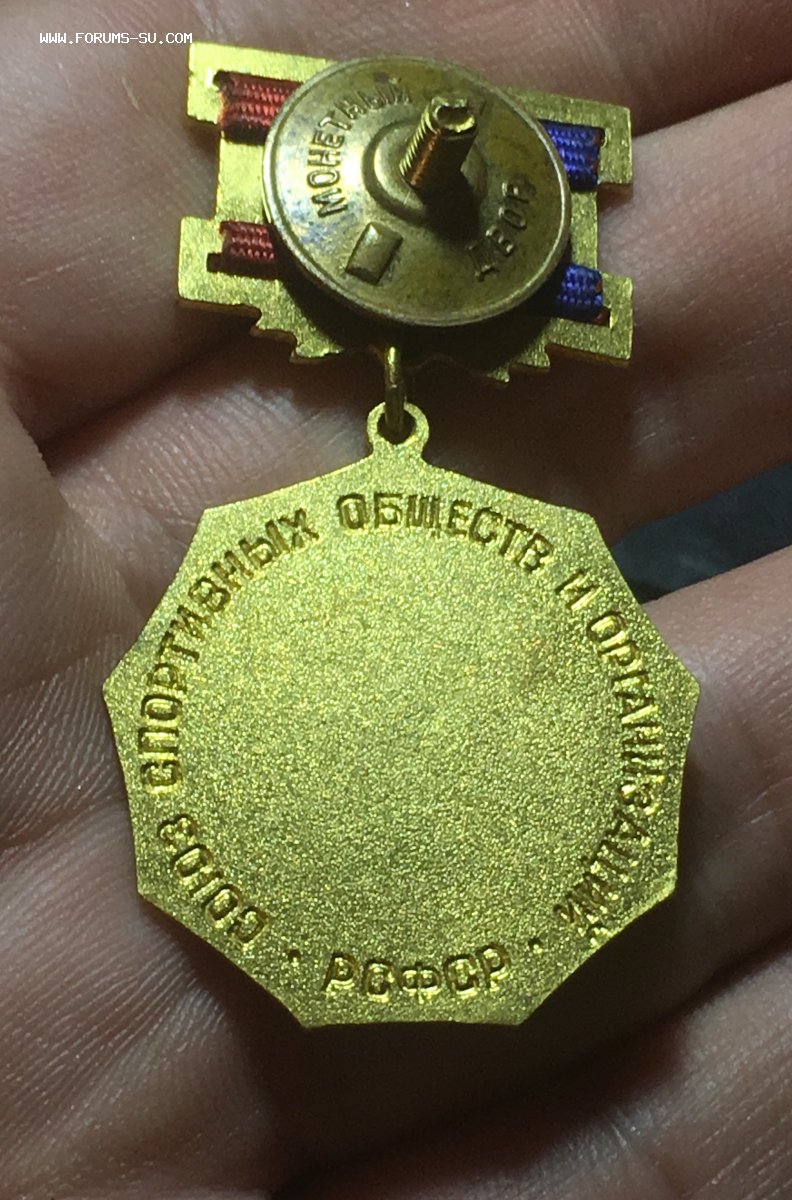 WWW.FORUMS-SU.COM
МОНЕТНЫЙ
ДВОР
СОЮЗ СПОРТИВНЫХ ОБЩЕСТВ И ОРГАНИЗАЦИЙ
· РСФСР ·